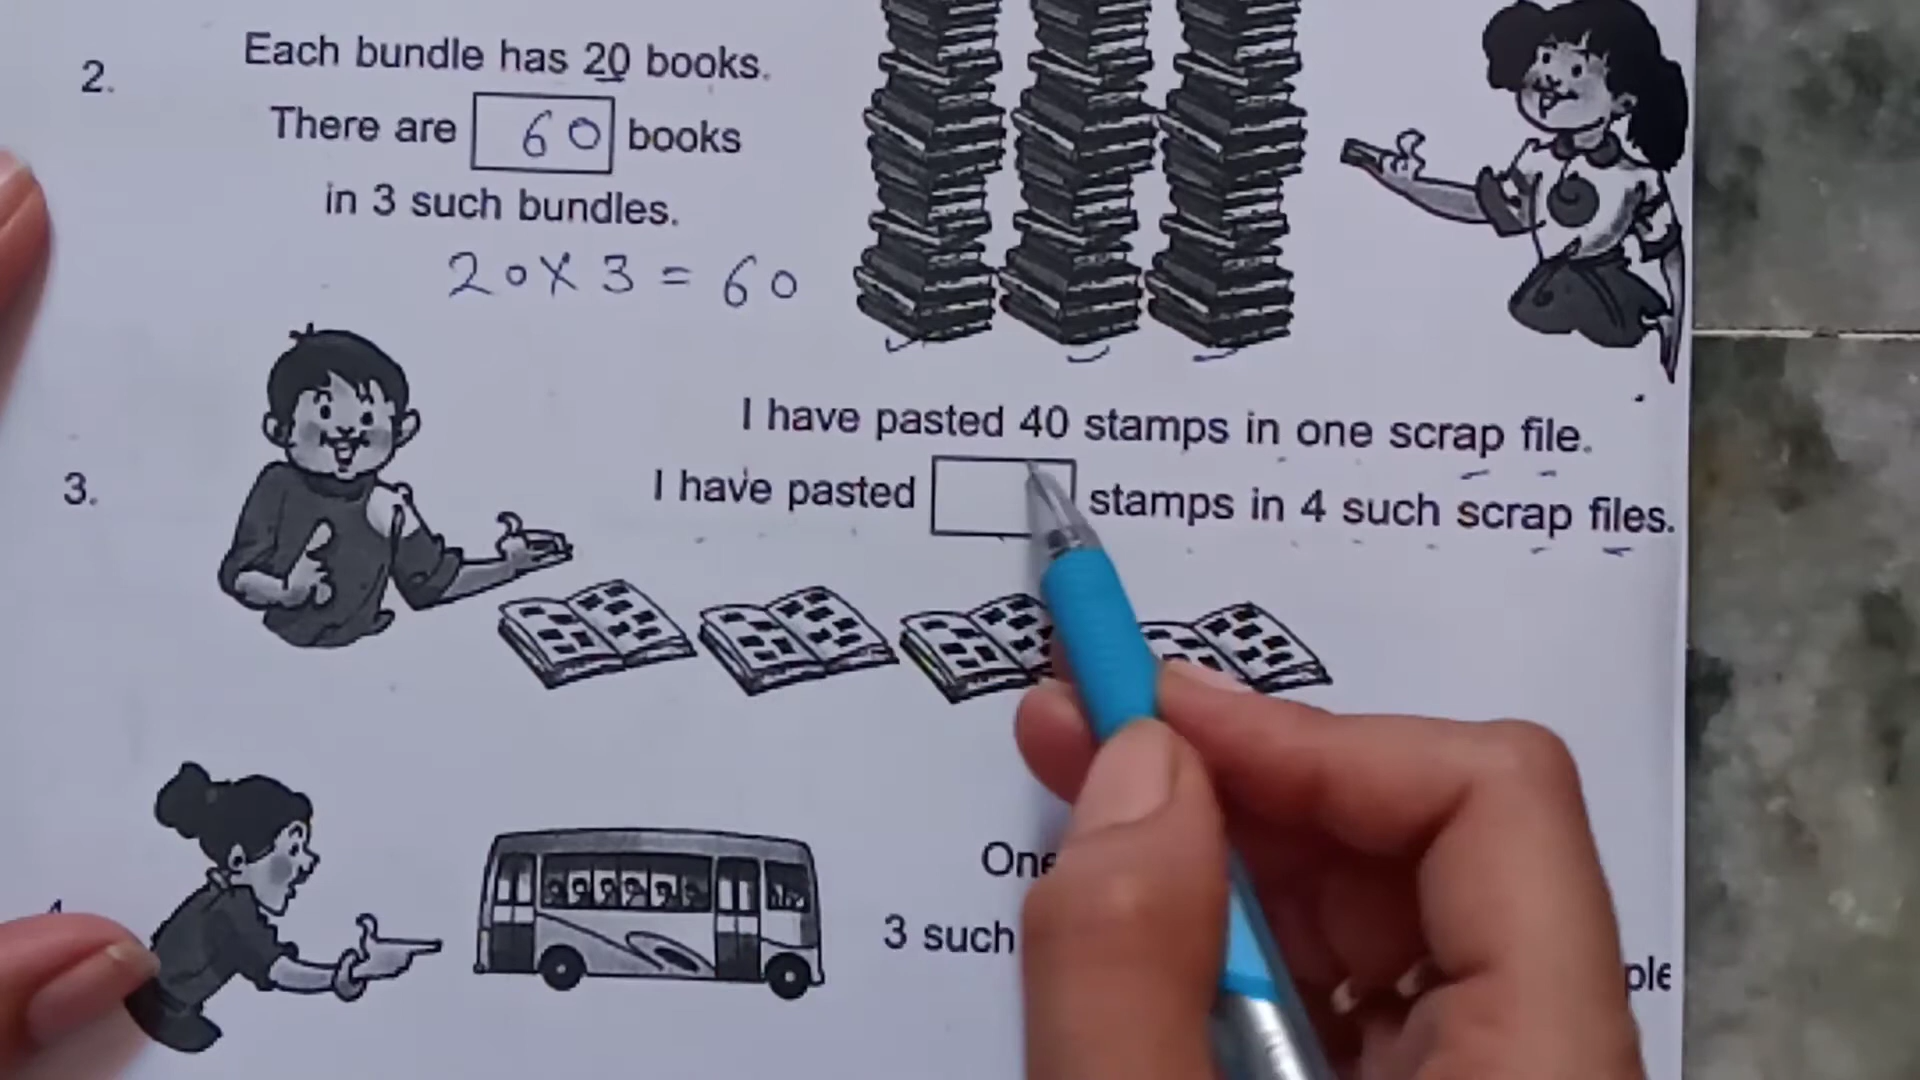 2.
Each bundle has 20 books.
There are 60 books
in 3 such bundles.
20 X 3 = 60
3.
I have pasted 40 stamps in one scrap file.
I have pasted stamps in 4 such scrap files.
One
3 such